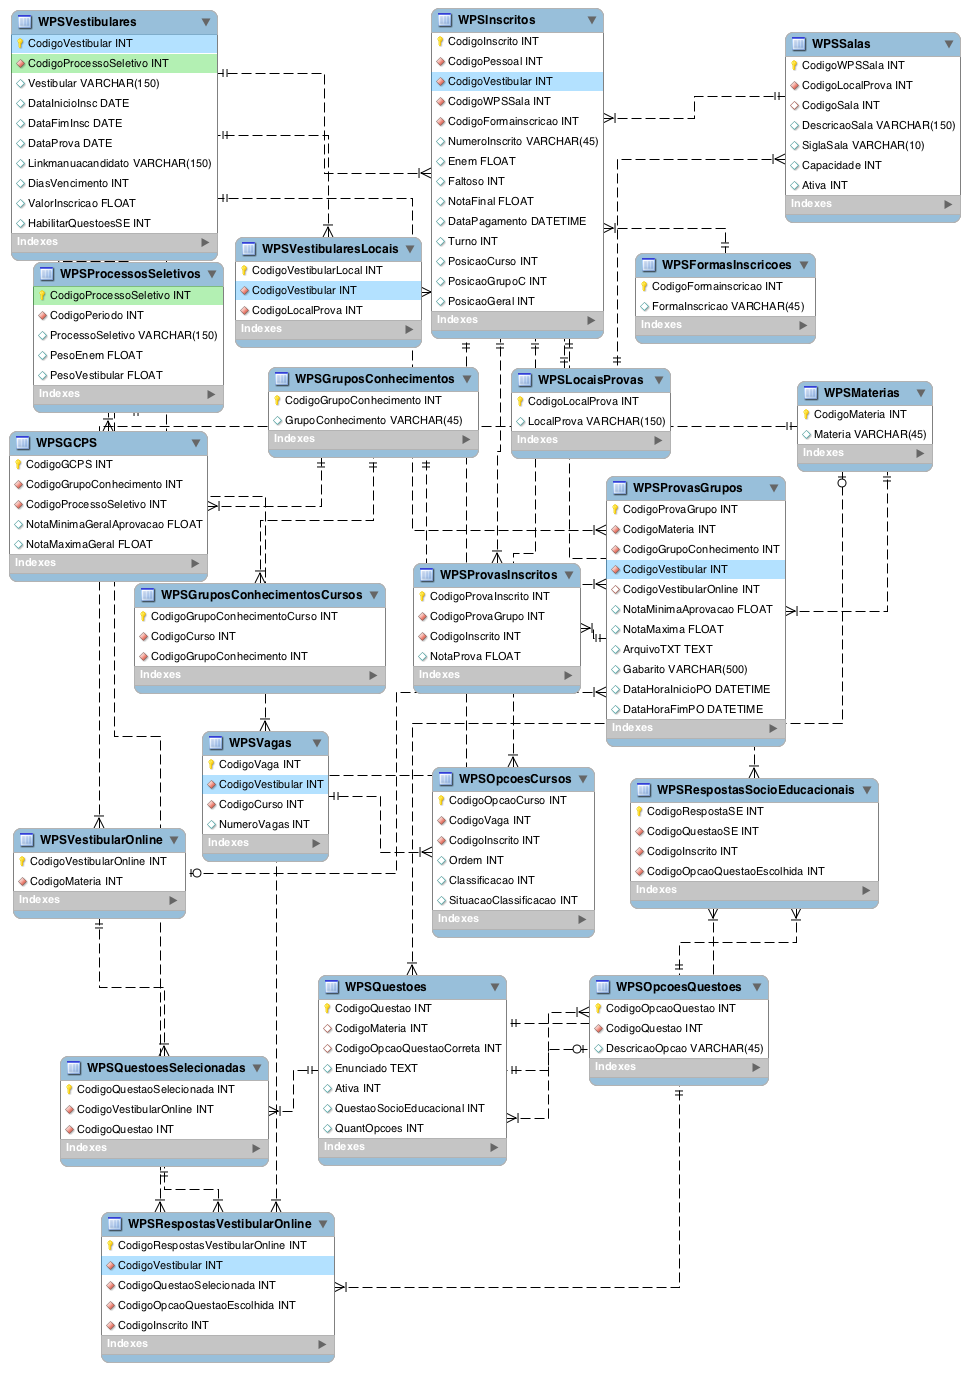 WPSVestibulares
CodigoVestibular INT
CodigoProcessoSeletivo INT
Vestibular VARCHAR(150)
DataInicioInsc DATE
DataFimInsc DATE
DataProva DATE
Linkmanuacandidato VARCHAR(150)
DiasVencimento INT
ValorInscricao FLOAT
HabilitarQuestoesSE INT
Indexes
WPSInscritos
CodigoInscrito INT
CodigoPessoal INT
CodigoVestibular INT
CodigoWPSSala INT
CodigoFormainscricao INT
NumeroInscrito VARCHAR(45)
Enem FLOAT
Faltoso INT
NotaFinal FLOAT
DataPagamento DATETIME
Turno INT
PosicaoCurso INT
PosicaoGrupoC INT
PosicaoGeral INT
Indexes
WPSSalas
CodigoWPSSala INT
CodigoLocalProva INT
CodigoSala INT
DescricaoSala VARCHAR(150)
SiglaSala VARCHAR(10)
Capacidade INT
Ativa INT
Indexes
WPSVestibularesLocais
CodigoVestibularLocal INT
CodigoVestibular INT
CodigoLocalProva INT
Indexes
WPSFormasInscricoes
CodigoFormainscricao INT
FormaInscricao VARCHAR(45)
Indexes
WPSProcessosSeletivos
CodigoProcessoSeletivo INT
CodigoPeriodo INT
ProcessoSeletivo VARCHAR(150)
PesoEnem FLOAT
PesoVestibular FLOAT
Indexes
WPSGruposConhecimentos
CodigoGrupoConhecimento INT
GrupoConhecimento VARCHAR(45)
Indexes
WPSLocaisProvas
CodigoLocalProva INT
LocalProva VARCHAR(150)
Indexes
WPSMaterias
CodigoMateria INT
Materia VARCHAR(45)
Indexes
WPSGCPS
CodigoGCPS INT
CodigoGrupoConhecimento INT
CodigoProcessoSeletivo INT
NotaMinimaGeralAprovacao FLOAT
NotaMaximaGeral FLOAT
Indexes
WPSProvasGrupos
CodigoProvaGrupo INT
CodigoMateria INT
CodigoGrupoConhecimento INT
CodigoVestibular INT
CodigoVestibularOnline INT
NotaMinimaAprovacao FLOAT
NotaMaxima FLOAT
ArquivoTXT TEXT
Gabarito VARCHAR(500)
DataHoraInicioPO DATETIME
DataHoraFimPO DATETIME
Indexes
WPSProvasInscritos
CodigoProvaInscrito INT
CodigoProvaGrupo INT
CodigoInscrito INT
NotaProva FLOAT
Indexes
WPSGruposConhecimentosCursos
CodigoGrupoConhecimentoCurso INT
CodigoCurso INT
CodigoGrupoConhecimento INT
Indexes
WPSVagas
CodigoVaga INT
CodigoVestibular INT
CodigoCurso INT
NumeroVagas INT
Indexes
WPSOpcoesCursos
CodigoOpcaoCurso INT
CodigoVaga INT
CodigoInscrito INT
Ordem INT
Classificacao INT
SituacaoClassificacao INT
Indexes
WPSRespostasSocioEducacionais
CodigoRespostaSE INT
CodigoQuestaoSE INT
CodigoInscrito INT
CodigoOpcaoQuestaoEscolhida INT
Indexes
WPSVestibularOnline
CodigoVestibularOnline INT
CodigoMateria INT
Indexes
WPSQuestoes
CodigoQuestao INT
CodigoMateria INT
CodigoOpcaoQuestaoCorreta INT
Enunciado TEXT
Ativa INT
QuestaoSocioEducacional INT
QuantOpcoes INT
Indexes
WPSOpcoesQuestoes
CodigoOpcaoQuestao INT
CodigoQuestao INT
DescricaoOpcao VARCHAR(45)
Indexes
WPSQuestoesSelecionadas
CodigoQuestaoSelecionada INT
CodigoVestibularOnline INT
CodigoQuestao INT
Indexes
WPSRespostasVestibularOnline
CodigoRespostasVestibularOnline INT
CodigoVestibular INT
CodigoQuestaoSelecionada INT
CodigoOpcaoQuestaoEscolhida INT
CodigoInscrito INT
Indexes